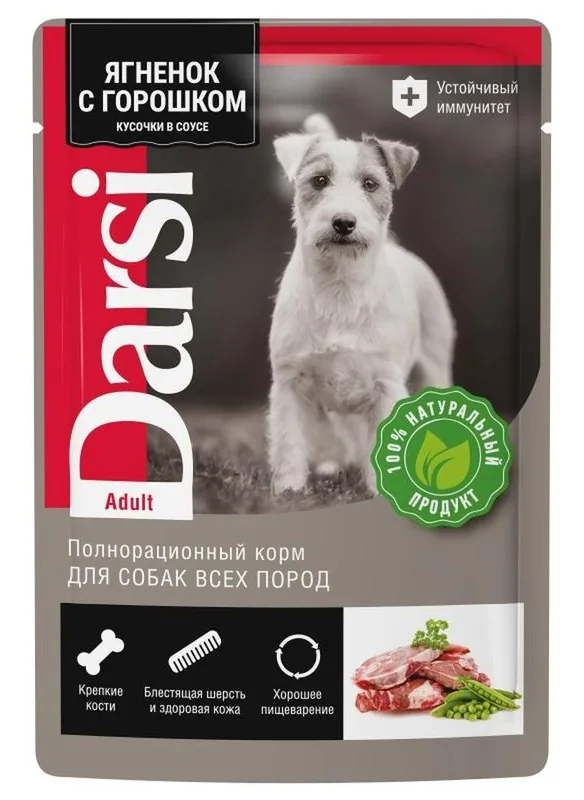 ЯГНЕНОК
С ГОРОШКОМ
КУСОЧКИ В СОУСЕ
Устойчивый
иммунитет
Darsi
Adult
100% НАТУРАЛЬНЫЙ
ПРОДУКТ
Полнорационный корм
ДЛЯ СОБАК ВСЕХ ПОРОД
Крепкие
кости
Блестящая шерсть
и здоровая кожа
Хорошее
пищеварение